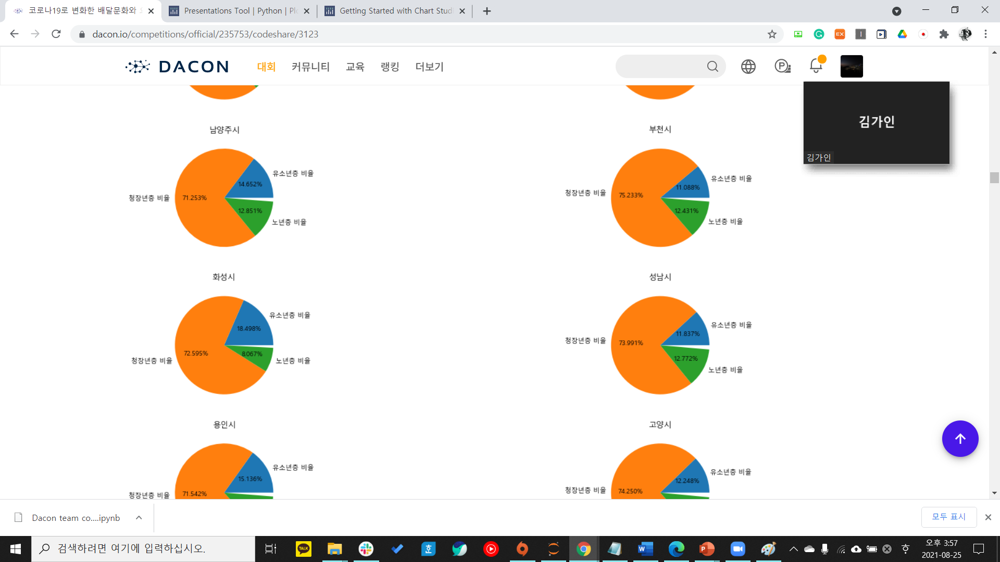 코로나19로 변화한 배달문화와
Presentations Tool | Python | Plo
Getting Started with Chart Studi
dacon.io/competitions/official/235753/codeshare/3123
DACON
대회
커뮤니티
교육
랭킹
더보기
김가인
김가인
남양주시
유소년층 비율
14.652%
청장년층 비율
71.253%
12.851%
노년층 비율
부천시
유소년층 비율
11.088%
청장년층 비율
75.233%
12.431%
노년층 비율
화성시
유소년층 비율
18.498%
72.595%
8.067%
청장년층 비율
노년층 비율
성남시
유소년층 비율
11.837%
청장년층 비율
73.991%
12.772%
노년층 비율
용인시
유소년층 비율
15.136%
청장년층 비율
71.542%
고양시
유소년층 비율
12.248%
청장년층 비율
74.250%
Dacon team co....ipynb
모두 표시
검색하려면 여기에 입력하십시오.
TALK
오후 3:57
2021-08-25